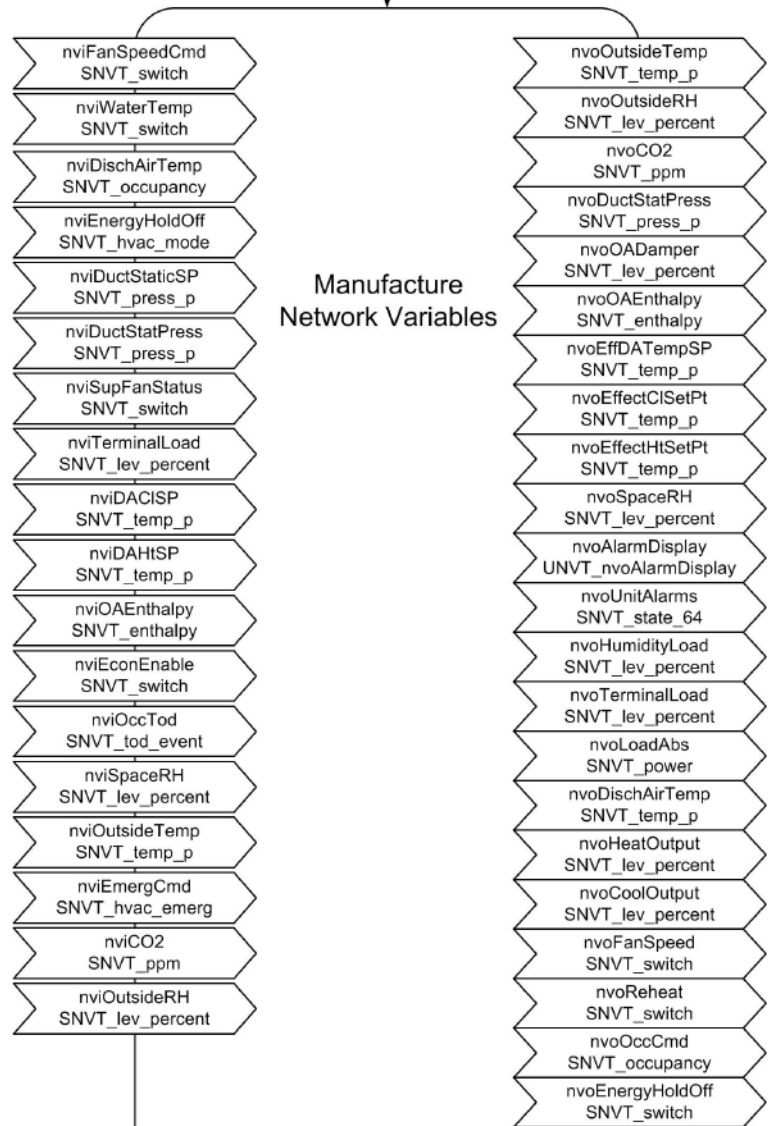 nviFanSpeedCmd
SNVT_switch
nviWaterTemp
SNVT_switch
nviDischAirTemp
SNVT_occupancy
nviEnergyHoldOff
SNVT_hvac_mode
nviDuctStaticSP
SNVT_press_p
nviDuctStatPress
SNVT_press_p
nviSupFanStatus
SNVT_switch
nviTerminalLoad
SNVT_lev_percent
nviDAClSP
SNVT_temp_p
nviDAHtSP
SNVT_temp_p
nviOAEnthalpy
SNVT_enthalpy
nviEconEnable
SNVT_switch
nviOccTod
SNVT_tod_event
nviSpaceRH
SNVT_lev_percent
nviOutsideTemp
SNVT_temp_p
nviEmergCmd
SNVT_hvac_emerg
nviCO2
SNVT_ppm
nviOutsideRH
SNVT_lev_percent
Manufacture
Network Variables
nvoOutsideTemp
SNVT_temp_p
nvoOutsideRH
SNVT_lev_percent
nvoCO2
SNVT_ppm
nvoDuctStatPress
SNVT_press_p
nvoOADamper
SNVT_lev_percent
nvoOAEnthalpy
SNVT_enthalpy
nvoEffDATempSP
SNVT_temp_p
nvoEffectClSetPt
SNVT_temp_p
nvoEffectHtSetPt
SNVT_temp_p
nvoSpaceRH
SNVT_lev_percent
nvoAlarmDisplay
UNVT_nvoAlarmDisplay
nvoUnitAlarms
SNVT_state_64
nvoHumidityLoad
SNVT_lev_percent
nvoTerminalLoad
SNVT_lev_percent
nvoLoadAbs
SNVT_power
nvoDischAirTemp
SNVT_temp_p
nvoHeatOutput
SNVT_lev_percent
nvoCoolOutput
SNVT_lev_percent
nvoFanSpeed
SNVT_switch
nvoReheat
SNVT_switch
nvoOccCmd
SNVT_occupancy
nvoEnergyHoldOff
SNVT_switch